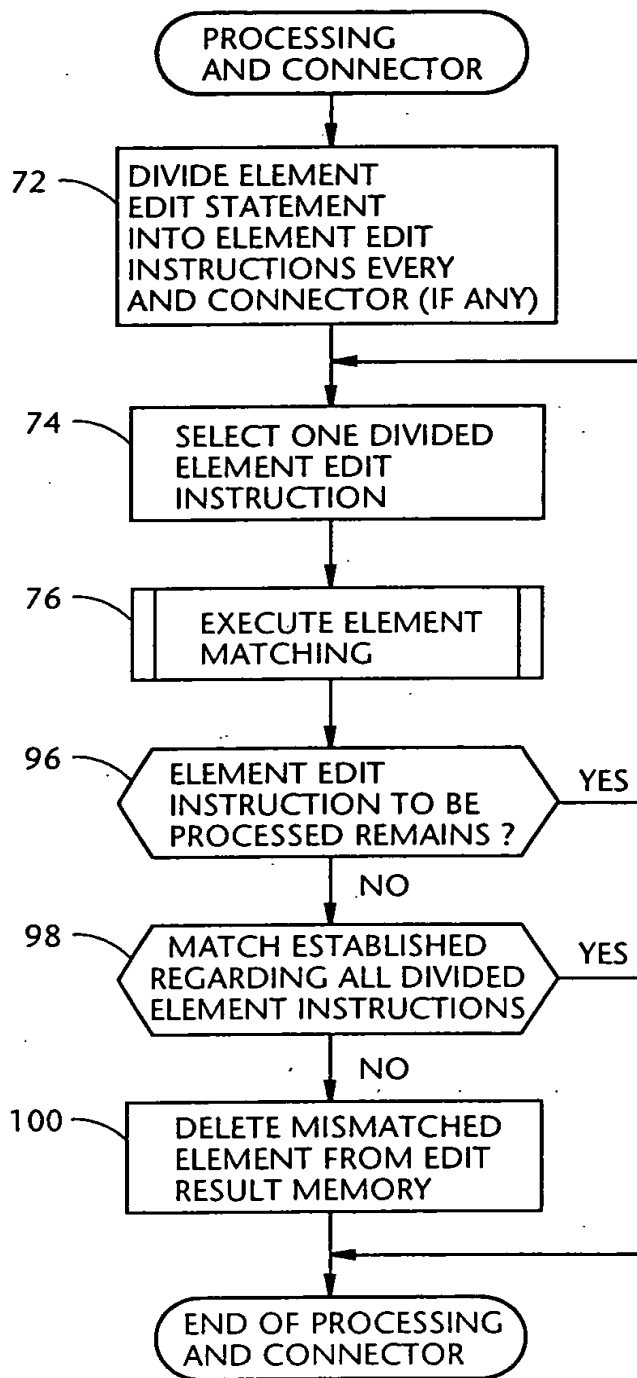 PROCESSING
AND CONNECTOR
72
DIVIDE ELEMENT
EDIT STATEMENT
INTO ELEMENT EDIT
INSTRUCTIONS EVERY
AND CONNECTOR (IF ANY)
74
SELECT ONE DIVIDED
ELEMENT EDIT
INSTRUCTION
76
EXECUTE ELEMENT
MATCHING
96
ELEMENT EDIT
INSTRUCTION TO BE
PROCESSED REMAINS ?
YES
NO
98
MATCH ESTABLISHED
REGARDING ALL DIVIDED
ELEMENT INSTRUCTIONS
YES
NO
100
DELETE MISMATCHED
ELEMENT FROM EDIT
RESULT MEMORY
END OF PROCESSING
AND CONNECTOR